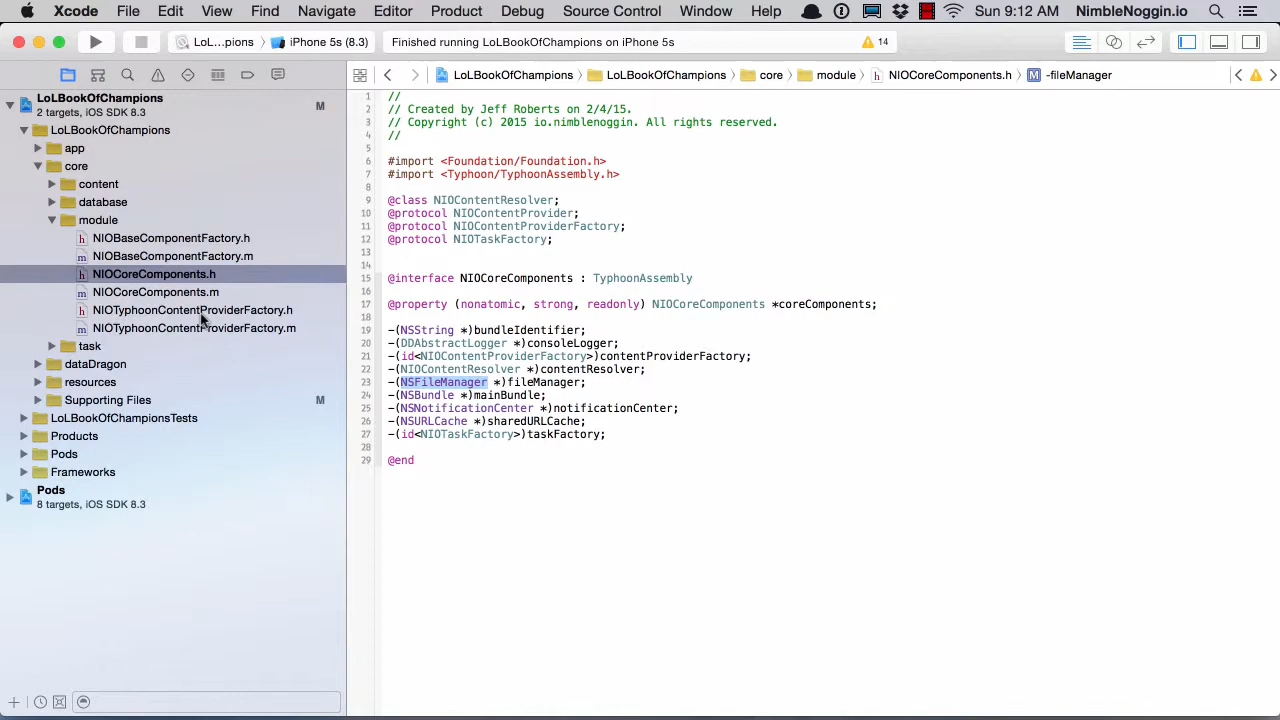 Xcode File Edit View Find Navigate Editor Product Debug Source Control Window Help Sun 9:12 AM NimbleNoggin.io
LoL...pions iPhone 5s (8.3) Finished running LoLBookOfChampions on iPhone 5s 14
LoLBookOfChampions LoLBookOfChampions core module NIOCoreComponents.h M -fileManager
LoLBookOfChampions M
2 targets, iOS SDK 8.3
LoLBookOfChampions
app
core
content
database
module
h NIOBaseComponentFactory.h
m NIOBaseComponentFactory.m
h NIOCoreComponents.h
m NIOCoreComponents.m
h NIOTyphoonContentProviderFactory.h
m NIOTyphoonContentProviderFactory.m
task
dataDragon
resources
Supporting Files M
LoLBookOfChampionsTests
Products
Pods
Frameworks
Pods
8 targets, iOS SDK 8.3
1 //
2 // Created by Jeff Roberts on 2/4/15.
3 // Copyright (c) 2015 io.nimblenoggin. All rights reserved.
4 //
5
6 #import <Foundation/Foundation.h>
7 #import <Typhoon/TyphoonAssembly.h>
8
9 @class NIOContentResolver;
10 @protocol NIOContentProvider;
11 @protocol NIOContentProviderFactory;
12 @protocol NIOTaskFactory;
13
14
15 @interface NIOCoreComponents : TyphoonAssembly
16
17 @property (nonatomic, strong, readonly) NIOCoreComponents *coreComponents;
18
19 -(NSString *)bundleIdentifier;
20 -(DDAbstractLogger *)consoleLogger;
21 -(id<NIOContentProviderFactory>)contentProviderFactory;
22 -(NIOContentResolver *)contentResolver;
23 -(NSFileManager *)fileManager;
24 -(NSBundle *)mainBundle;
25 -(NSNotificationCenter *)notificationCenter;
26 -(NSURLCache *)sharedURLCache;
27 -(id<NIOTaskFactory>)taskFactory;
28
29 @end